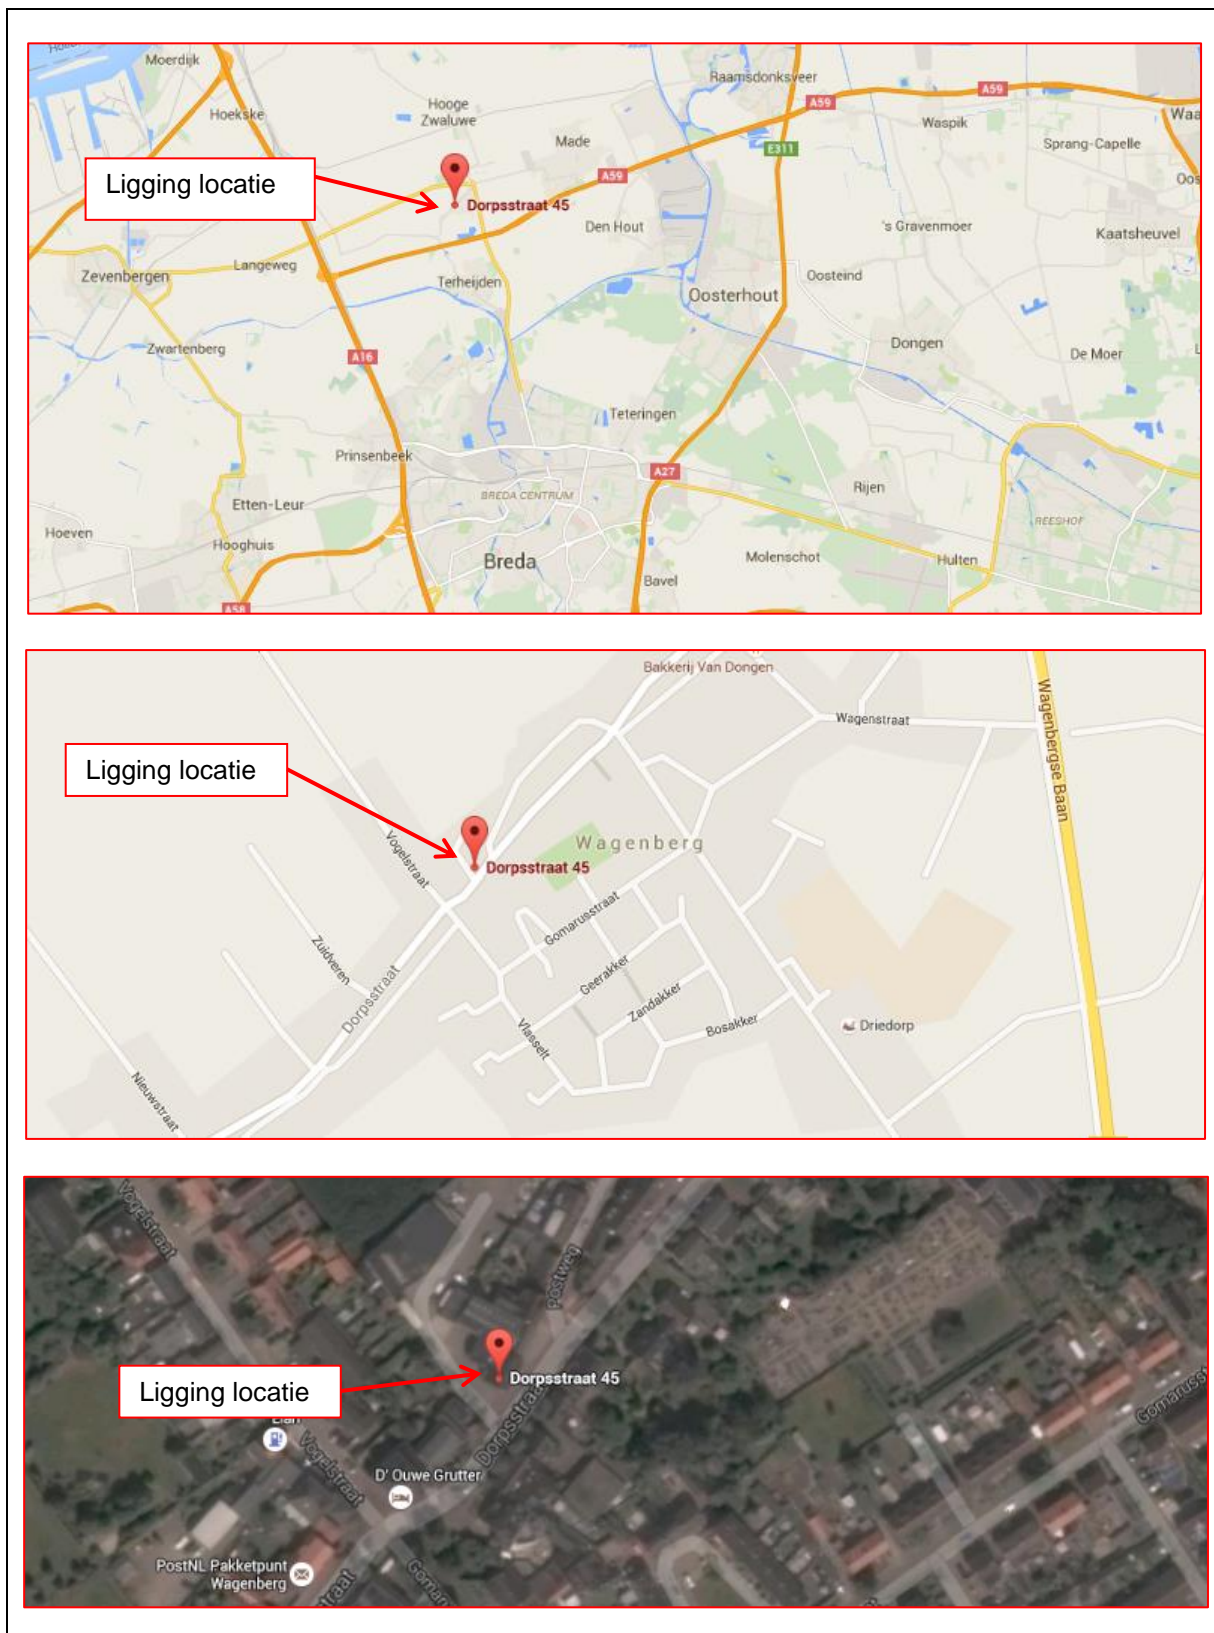 Moerdijk
Raamsdonksveer
A59
Hooge
Zwaluwe
A59
Hoekske
Waspik
Made
E311
Sprang-Capelle
A59
Ligging locatie
Dorpsstraat 45
Den Hout
's Gravenmoer
Kaatsheuvel
Zevenbergen
Langeweg
Terheijden
Oosteind
Oosterhout
Zwartenberg
A16
Dongen
De Moer
Teteringen
Prinsenbeek
A27
Rijen
Etten-Leur
BREDA CENTRUM
REESHOF
Hoeven
Hooghuis
Breda
Molenschot
Hulten
Bavel
A58
Bakkerij Van Dongen
Wagenstraat
Wagenbergse Baan
Ligging locatie
Vogelstraat
Wagenberg
Dorpsstraat 45
Gomarusstraat
Zuidveren
Geerakker
Dorpsstraat
Zandakker
Vlasselt
Bosakker
Driedorp
Nieuwstraat
Vogelstraat
Postweg
Dorpsstraat 45
Ligging locatie
Dorpsstraat
Vogelstraat
D' Ouwe Grutter
PostNL Pakketpunt
Wagenberg